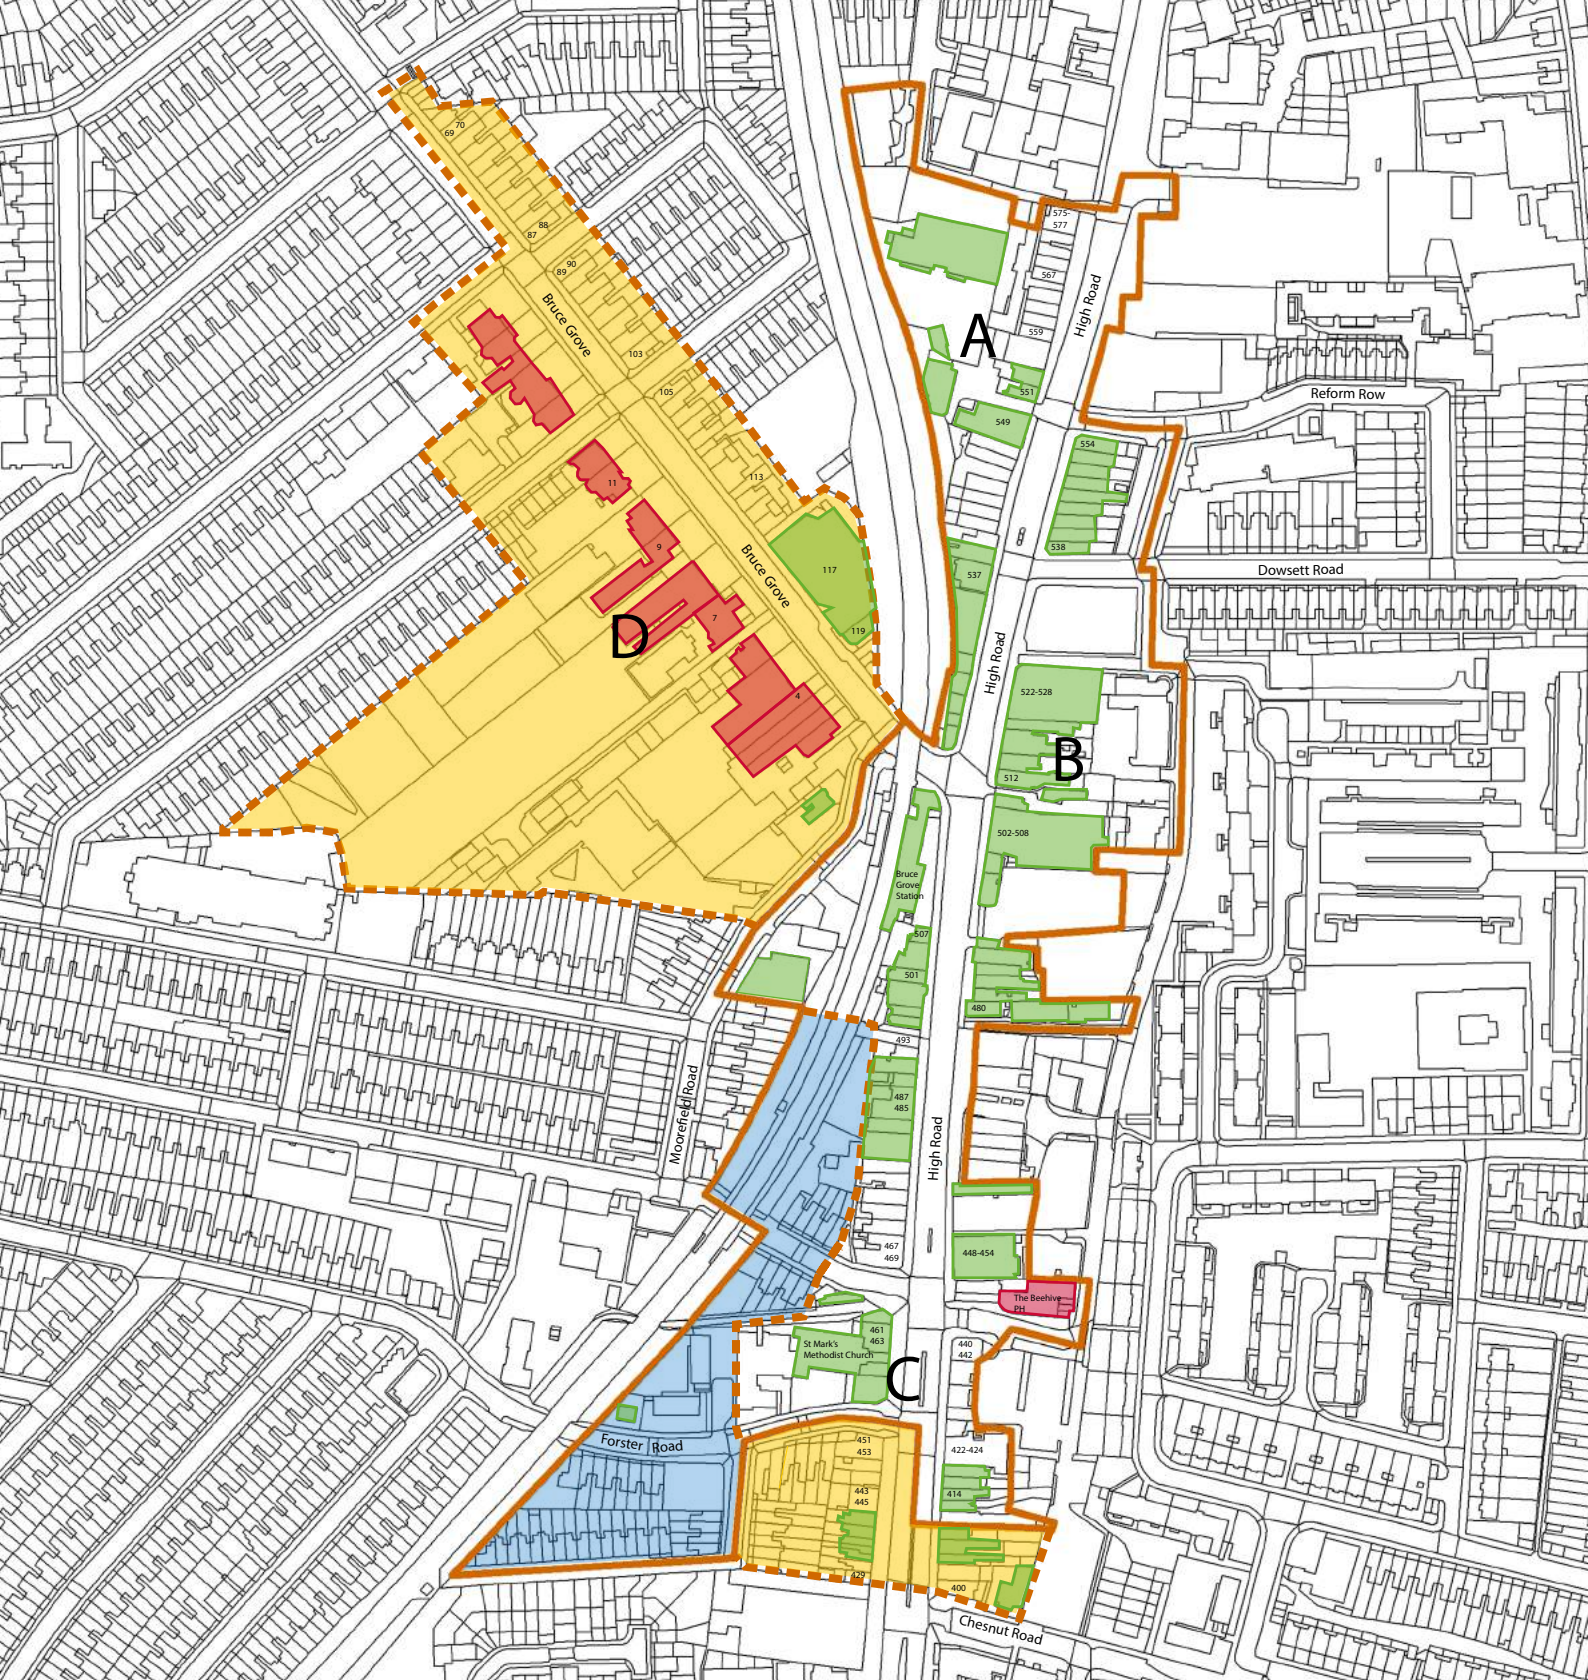 70
69
88
87
90
89
Bruce Grove
103
105
113
11
9
Bruce Grove
117
119
7
D
4
575-
577
567
High Road
559
A
551
549
Reform Row
554
538
537
Dowsett Road
High Road
522-528
B
512
502-508
Bruce
Grove
Station
507
501
480
493
487
485
Moorefield Road
High Road
467
469
448-454
The Beehive
PH
461
463
St Mark's
Methodist Church
440
442
C
Forster Road
451
453
422-424
443
445
414
429
400
Chesnut Road